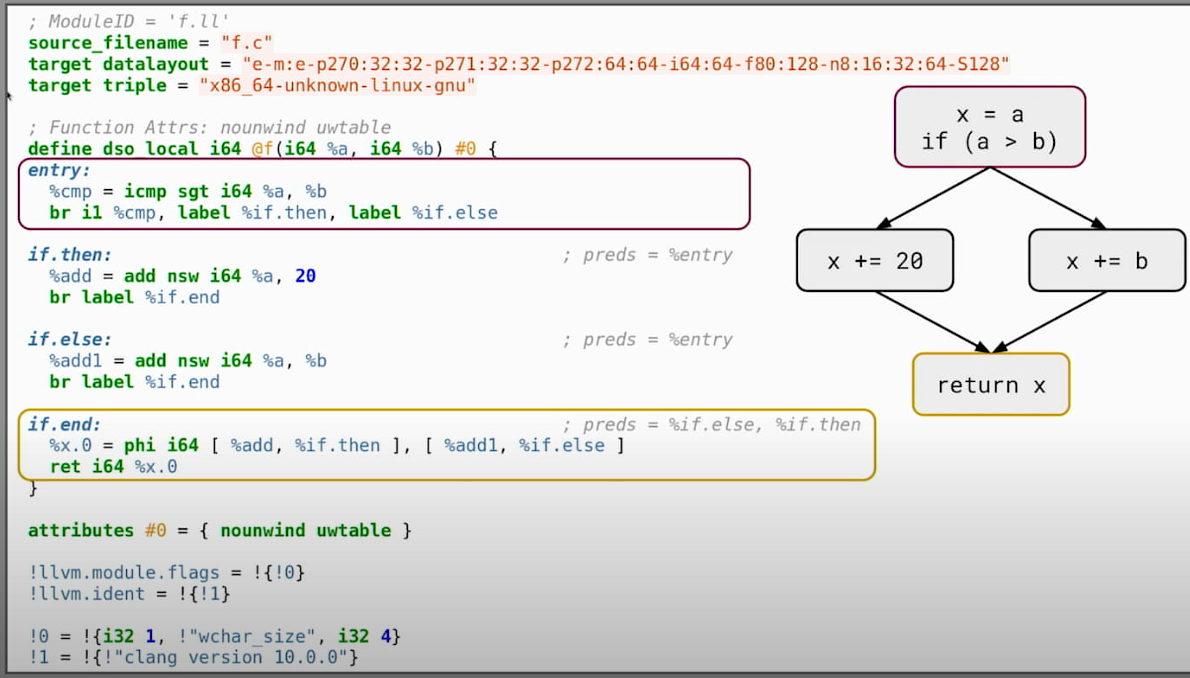 ; ModuleID = 'f.ll'
source_filename = "f.c"
target datalayout = "e-m:e-p270:32:32-p271:32:32-p272:64:64-i64:64-f80:128-n8:16:32:64-S128"
target triple = "x86_64-unknown-linux-gnu"
; Function Attrs: nounwind uwtable
define dso_local i64 @f(i64 %a, i64 %b) #0 {
entry:
%cmp = icmp sgt i64 %a, %b
br i1 %cmp, label %if.then, label %if.else
if.then: ; preds = %entry
%add = add nsw i64 %a, 20
br label %if.end
if.else: ; preds = %entry
%add1 = add nsw i64 %a, %b
br label %if.end
if.end: ; preds = %if.else, %if.then
%x.0 = phi i64 [ %add, %if.then ], [ %add1, %if.else ]
ret i64 %x.0
}
attributes #0 = { nounwind uwtable }
!llvm.module.flags = !{!0}
!llvm.ident = !{!1}
!0 = !{i32 1, !"wchar_size", i32 4}
!1 = !{!"clang version 10.0.0"}
x = a
if (a > b)
x += 20
x += b
return x